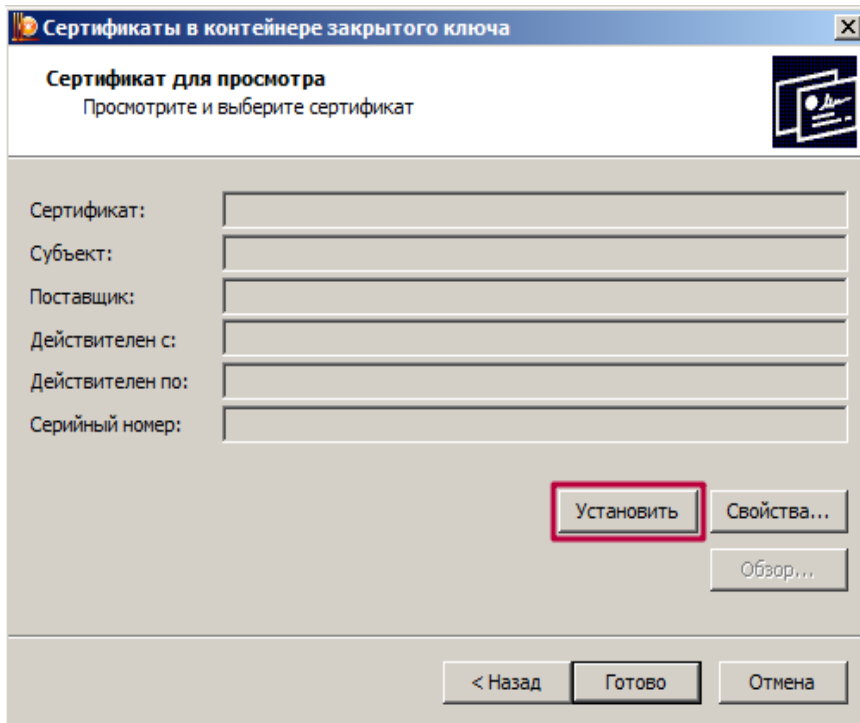 Сертификаты в контейнере закрытого ключа
Сертификат для просмотра
Просмотрите и выберите сертификат
Сертификат:
Субъект:
Поставщик:
Действителен с:
Действителен по:
Серийный номер:
Установить Свойства...
Обзор...
< Назад Готово Отмена